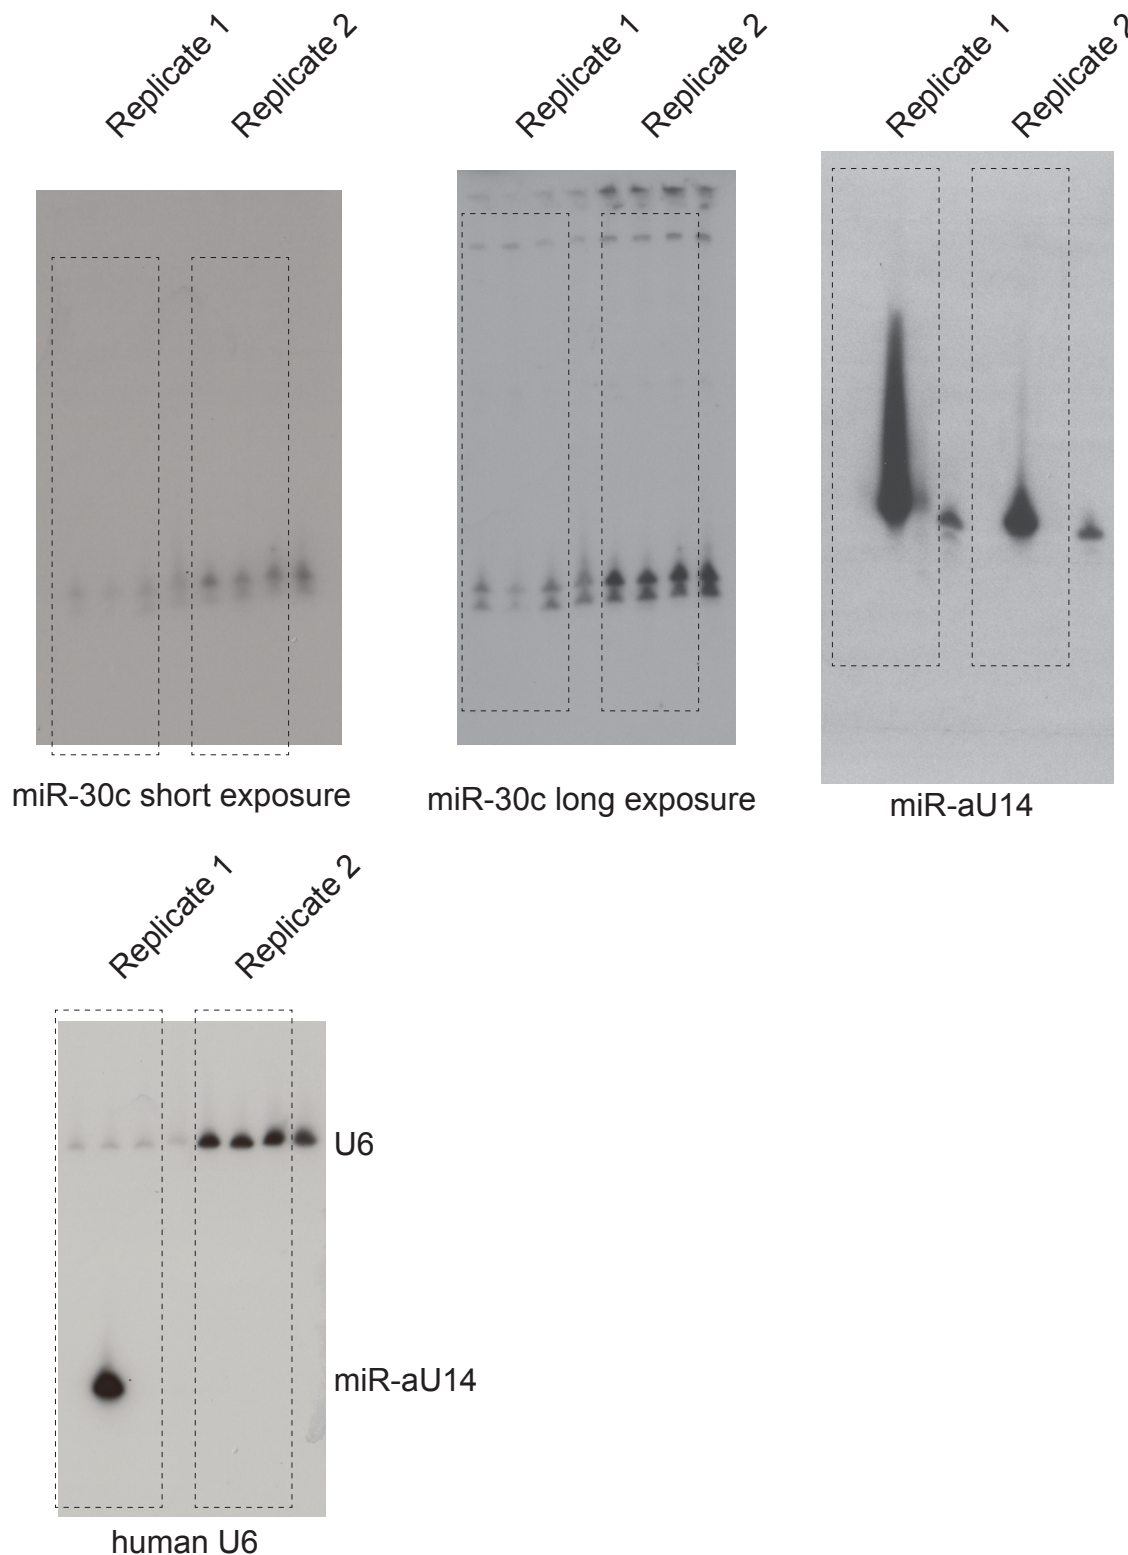 Replicate 1
Replicate 2
Replicate 1
Replicate 2
Replicate 1
Replicate 2
miR-30c short exposure
miR-30c long exposure
miR-aU14
Replicate 1
Replicate 2
U6
miR-aU14
human U6